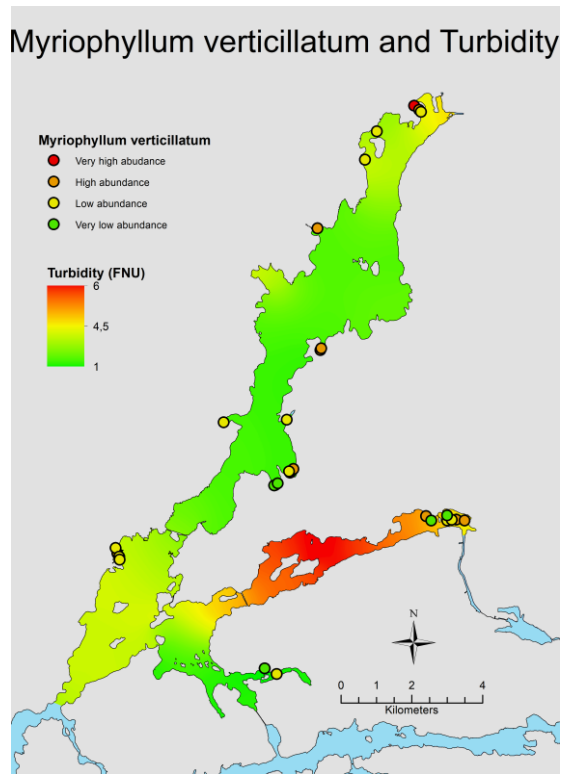 Myriophyllum verticillatum and Turbidity
Myriophyllum verticillatum
Very high abudance
High abundance
Low abundance
Very low abundance
Turbidity (FNU)
6
4,5
1
N
0 1 2 4
Kilometers